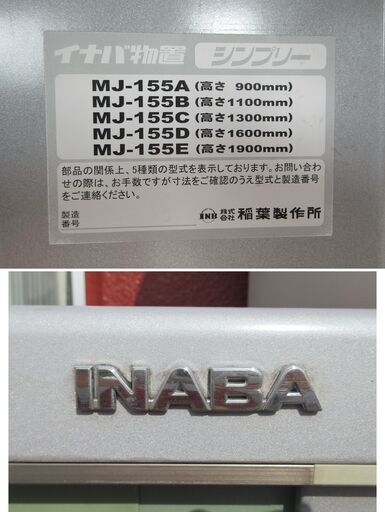 イナバ物置 シンプリー
MJ-155A (高さ 900mm)
MJ-155B (高さ1100mm)
MJ-155C (高さ1300mm)
MJ-155D (高さ1600mm)
MJ-155E (高さ1900mm)
部品の関係上、5種類の型式を表示しております。お問い合わ
せの際は、お手数ですが寸法をご確認のうえ型式と製造番号
をご連絡ください。
製造
番号
INB 株式会社 稲葉製作所
INABA